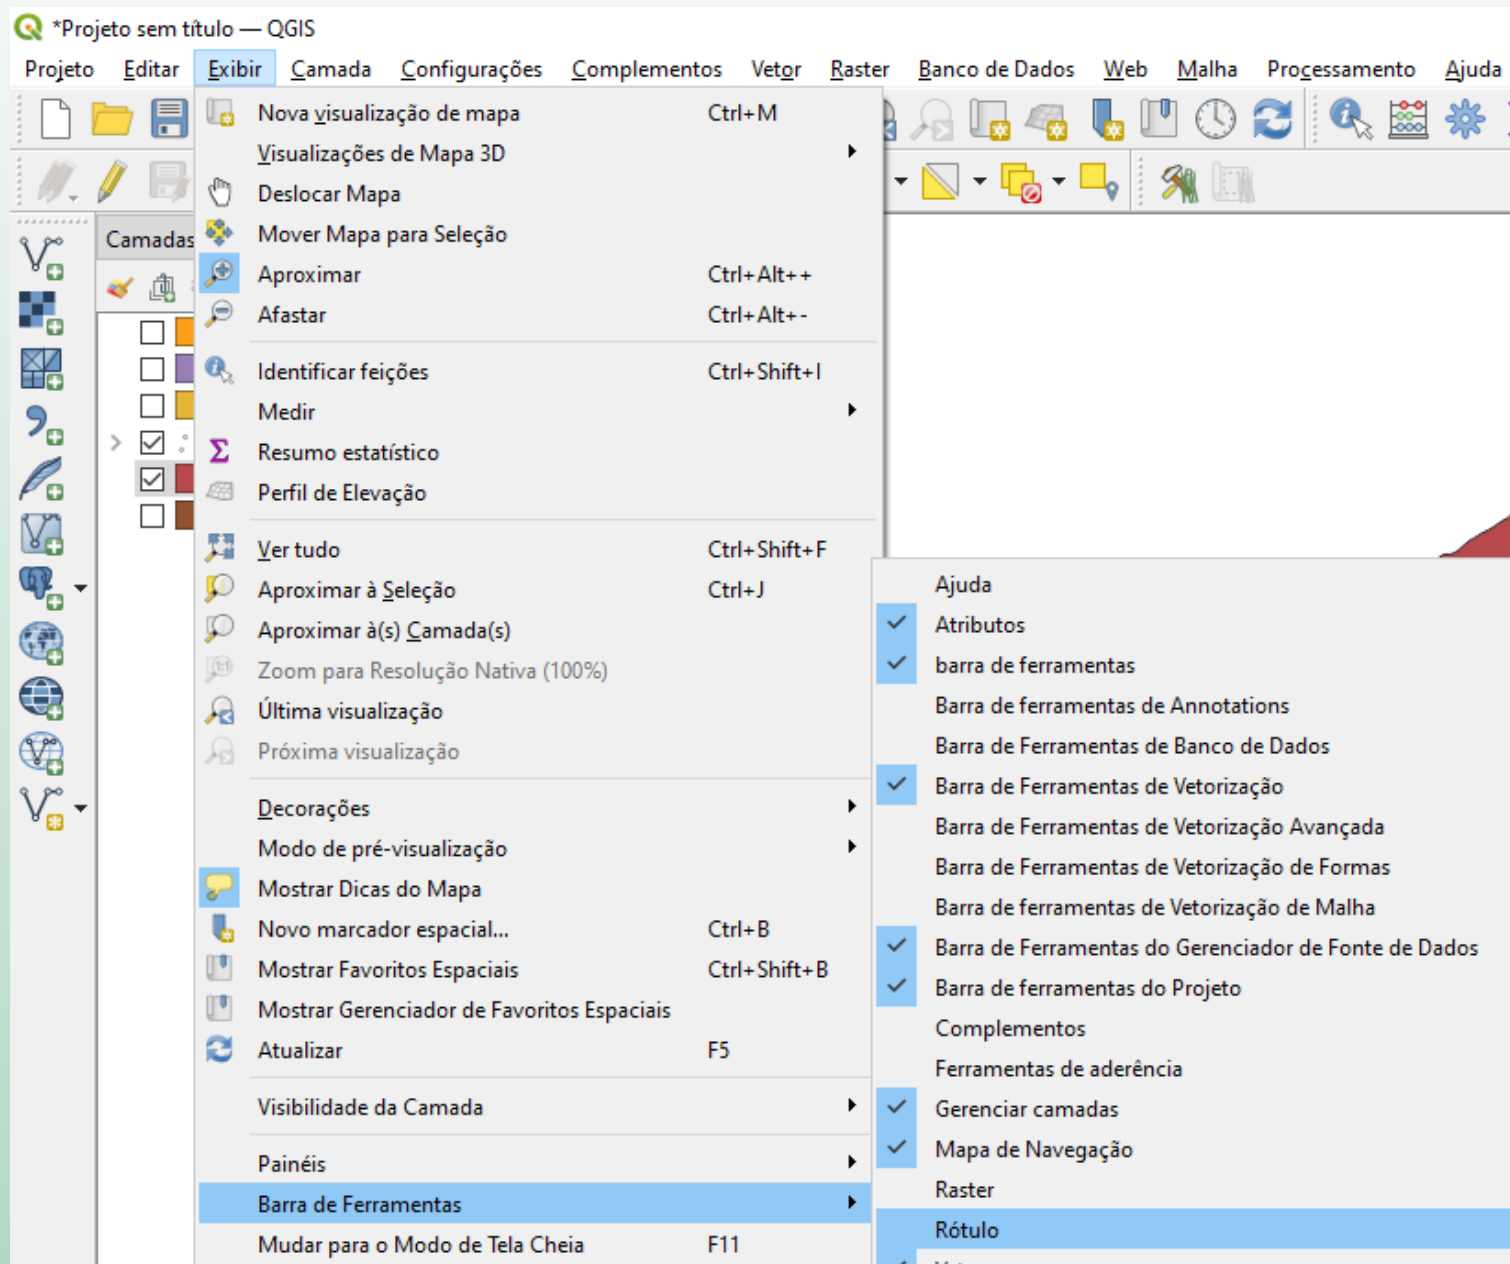 *Projeto sem título — QGIS
Projeto Editar Exibir Camada Configurações Complementos Vetor Raster Banco de Dados Web Malha Processamento Ajuda
Camadas
Nova visualização de mapa Ctrl+M
Visualizações de Mapa 3D
Deslocar Mapa
Mover Mapa para Seleção
Aproximar Ctrl+Alt++
Afastar Ctrl+Alt+-
Identificar feições Ctrl+Shift+I
Medir
Resumo estatístico
Perfil de Elevação
Ver tudo Ctrl+Shift+F
Aproximar à Seleção Ctrl+J
Aproximar à(s) Camada(s)
Zoom para Resolução Nativa (100%)
Última visualização
Próxima visualização
Decorações
Modo de pré-visualização
Mostrar Dicas do Mapa
Novo marcador espacial... Ctrl+B
Mostrar Favoritos Espaciais Ctrl+Shift+B
Mostrar Gerenciador de Favoritos Espaciais
Atualizar F5
Visibilidade da Camada
Painéis
Barra de Ferramentas
Mudar para o Modo de Tela Cheia F11
Ajuda
Atributos
barra de ferramentas
Barra de ferramentas de Annotations
Barra de Ferramentas de Banco de Dados
Barra de Ferramentas de Vetorização
Barra de Ferramentas de Vetorização Avançada
Barra de Ferramentas de Vetorização de Formas
Barra de ferramentas de Vetorização de Malha
Barra de Ferramentas do Gerenciador de Fonte de Dados
Barra de ferramentas do Projeto
Complementos
Ferramentas de aderência
Gerenciar camadas
Mapa de Navegação
Raster
Rótulo